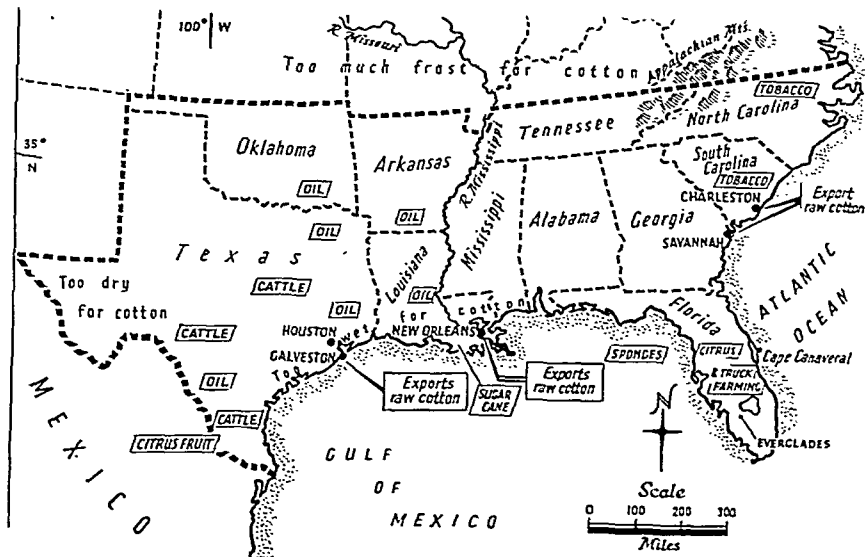 100° W
R. Missouri
Appalachian Mts.
Too much frost for cotton
TOBACCO
North Carolina
Tennessee
35°
N
Oklahoma
Arkansas
R. Mississippi
South
Carolina
TOBACCO
CHARLESTON
Export
raw cotton
OIL
OIL
OIL
Mississippi
Alabama
Georgia
SAVANNAH
Texas
Louisiana
Too dry
for cotton
CATTLE
OIL
OIL
Too wet for cotton
Florida
ATLANTIC
OCEAN
CATTLE
HOUSTON
NEW ORLEANS
GALVESTON
SPONGES
CITRUS
Cape Canaveral
& TRUCK
FARMING
OIL
Exports
raw cotton
SUGAR
CANE
Exports
raw cotton
CATTLE
CITRUS FRUIT
EVERGLADES
MEXICO
GULF
OF
MEXICO
N
Scale
0 100 200 300
Miles